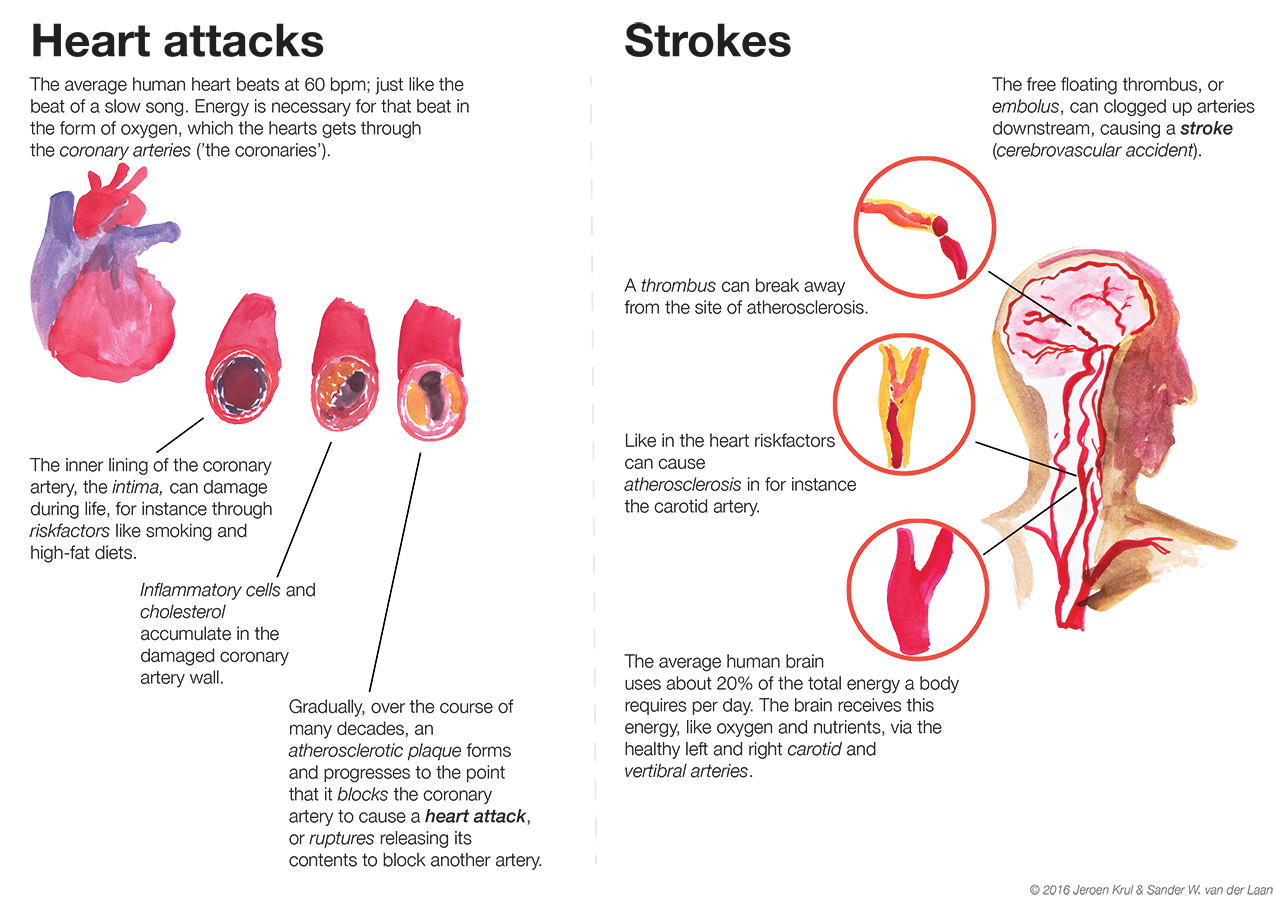 Heart attacks
The average human heart beats at 60 bpm; just like the
beat of a slow song. Energy is necessary for that beat in
the form of oxygen, which the hearts gets through
the coronary arteries ('the coronaries').
The inner lining of the coronary
artery, the intima, can damage
during life, for instance through
riskfactors like smoking and
high-fat diets.
Inflammatory cells and
cholesterol
accumulate in the
damaged coronary
artery wall.
Gradually, over the course of
many decades, an
atherosclerotic plaque forms
and progresses to the point
that it blocks the coronary
artery to cause a heart attack,
or ruptures releasing its
contents to block another artery.
Strokes
The free floating thrombus, or
embolus, can clogged up arteries
downstream, causing a stroke
(cerebrovascular accident).
A thrombus can break away
from the site of atherosclerosis.
Like in the heart riskfactors
can cause
atherosclerosis in for instance
the carotid artery.
The average human brain
uses about 20% of the total energy a body
requires per day. The brain receives this
energy, like oxygen and nutrients, via the
healthy left and right carotid and
vertibral arteries.
© 2016 Jeroen Krul & Sander W. van der Laan